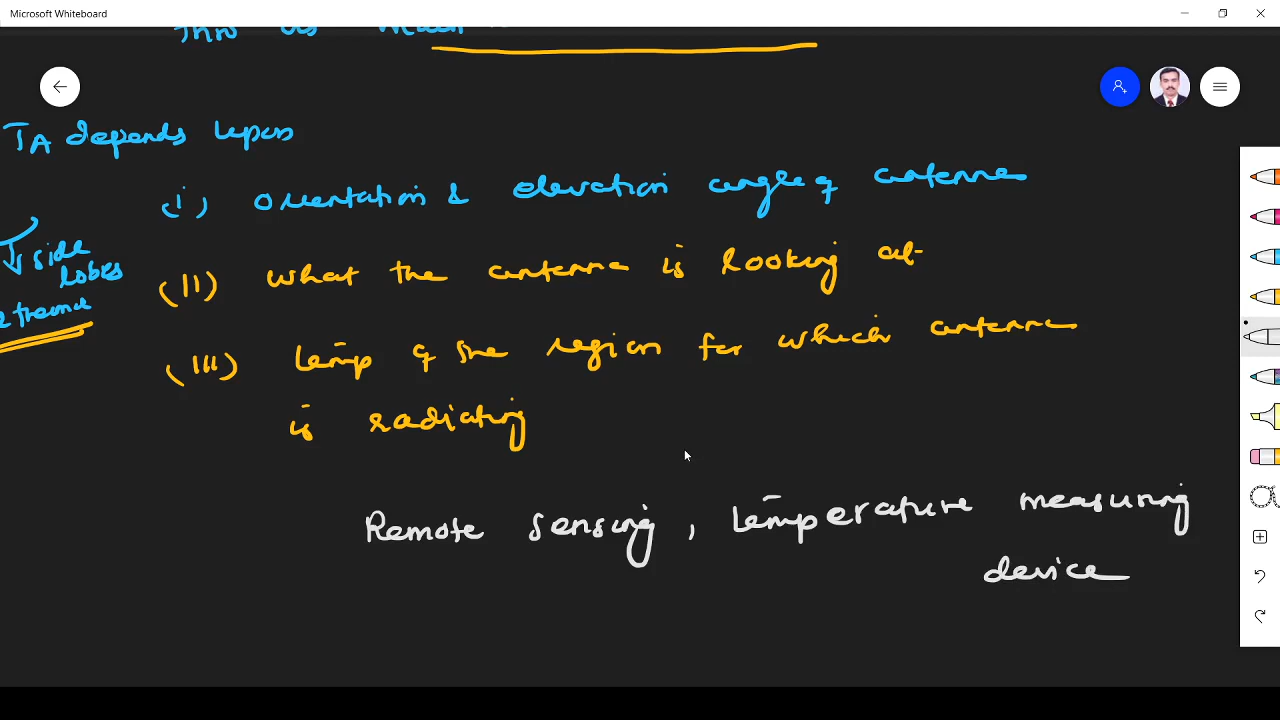 Microsoft Whiteboard
TA depends upon
(i) orientation & elevation angle of antenna
side
lobes
(II) what the antenna is looking at
(III) temp of the region for which antenna
is radiating
Remote sensing, temperature measuring
device